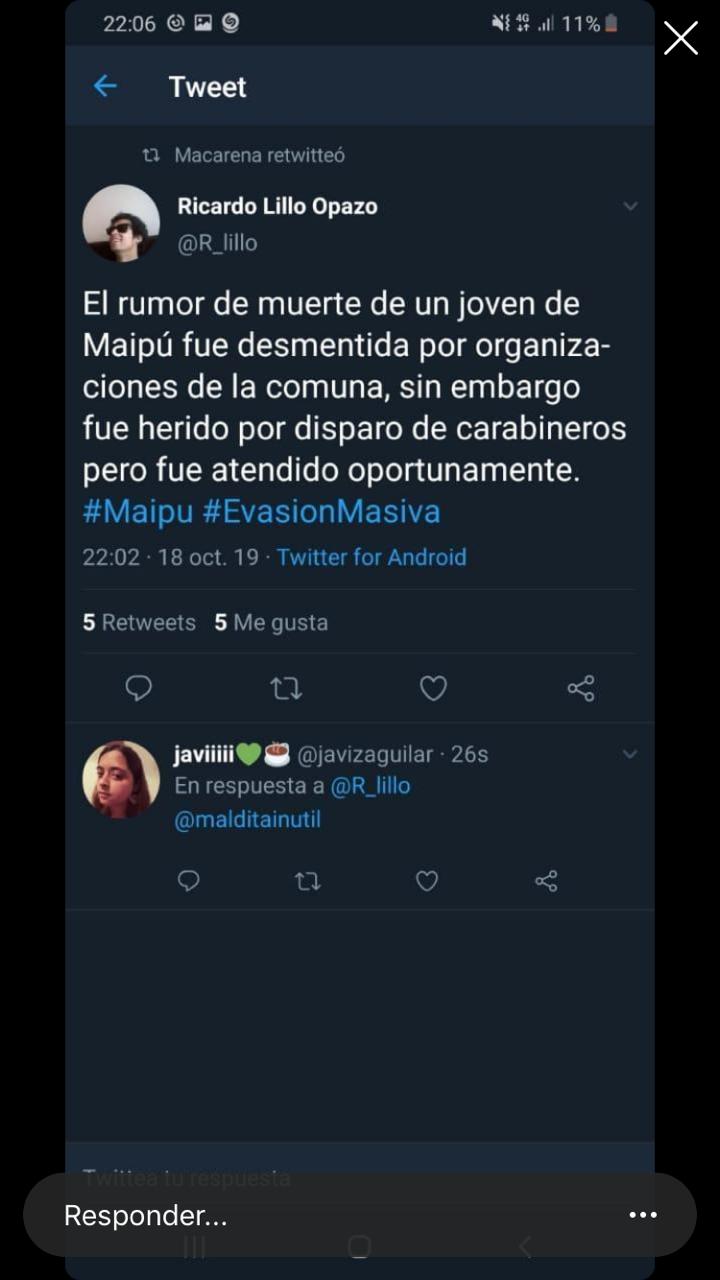 22:06 4G 11%
Tweet
Macarena retwitteó
Ricardo Lillo Opazo
@R_lillo
El rumor de muerte de un joven de
Maipú fue desmentida por organiza-
ciones de la comuna, sin embargo
fue herido por disparo de carabineros
pero fue atendido oportunamente.
#Maipu #EvasionMasiva
22:02 · 18 oct. 19 · Twitter for Android
5 Retweets 5 Me gusta
javiiiii💚☕ @javizaguilar · 26s
En respuesta a @R_lillo
@malditainutil
Twittea tu respuesta
Responder...